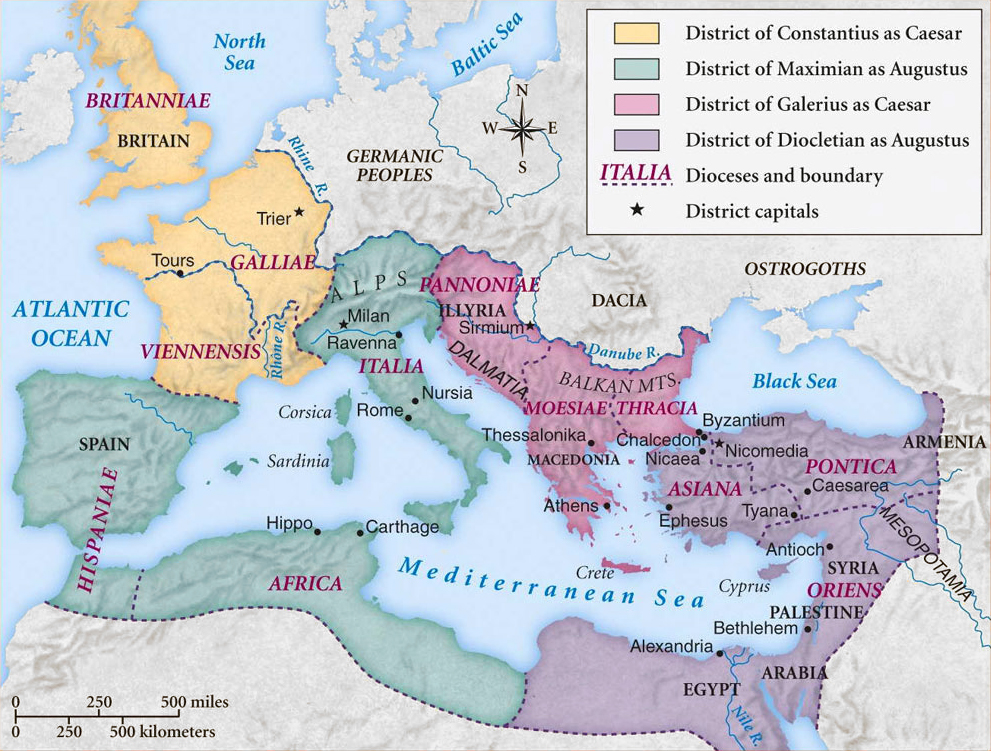 North
Sea
Baltic Sea
District of Constantius as Caesar
District of Maximian as Augustus
District of Galerius as Caesar
District of Diocletian as Augustus
ITALIA Dioceses and boundary
District capitals
N
W E
S
BRITANNIAE
BRITAIN
Rhine R.
GERMANIC
PEOPLES
Trier
Tours
GALLIAE
ALPS
PANNONIAE
OSTROGOTHS
DACIA
ATLANTIC
OCEAN
ILLYRIA
Milan
Sirmium
Ravenna
VIENNENSIS
Rhône R.
ITALIA
DALMATIA
Danube R.
BALKAN MTS.
Black Sea
Nursia
Corsica
Rome
MOESIAE
THRACIA
Byzantium
SPAIN
Thessalonika
Chalcedon
Nicomedia
ARMENIA
Sardinia
MACEDONIA
Nicaea
PONTICA
HISPANIAE
ASIANA
Caesarea
Athens
Ephesus
Tyana
MESOPOTAMIA
Hippo
Carthage
Antioch
SYRIA
AFRICA
Mediterranean Sea
Crete
Cyprus
ORIENS
PALESTINE
Bethlehem
Alexandria
ARABIA
EGYPT
Nile R.
0 250 500 miles
0 250 500 kilometers